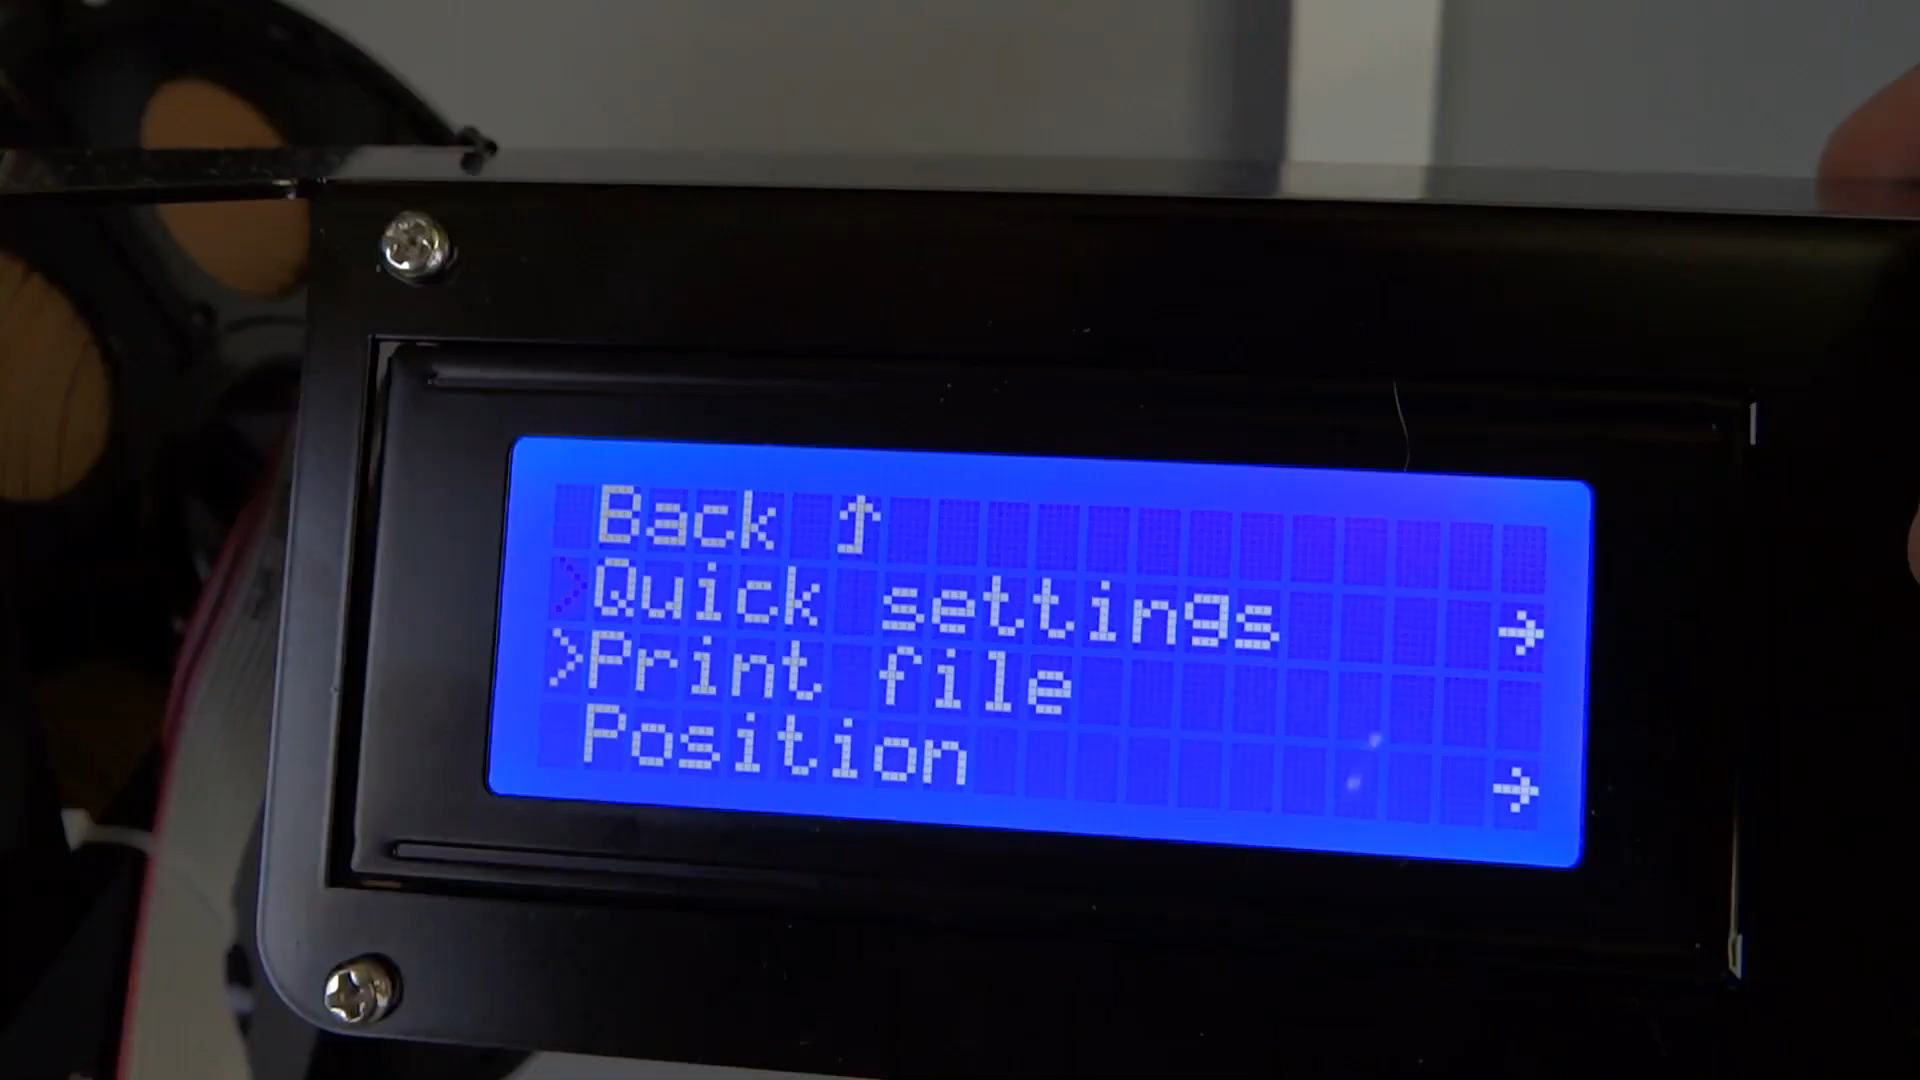 Back ↑
Quick settings →
>Print file
Position →